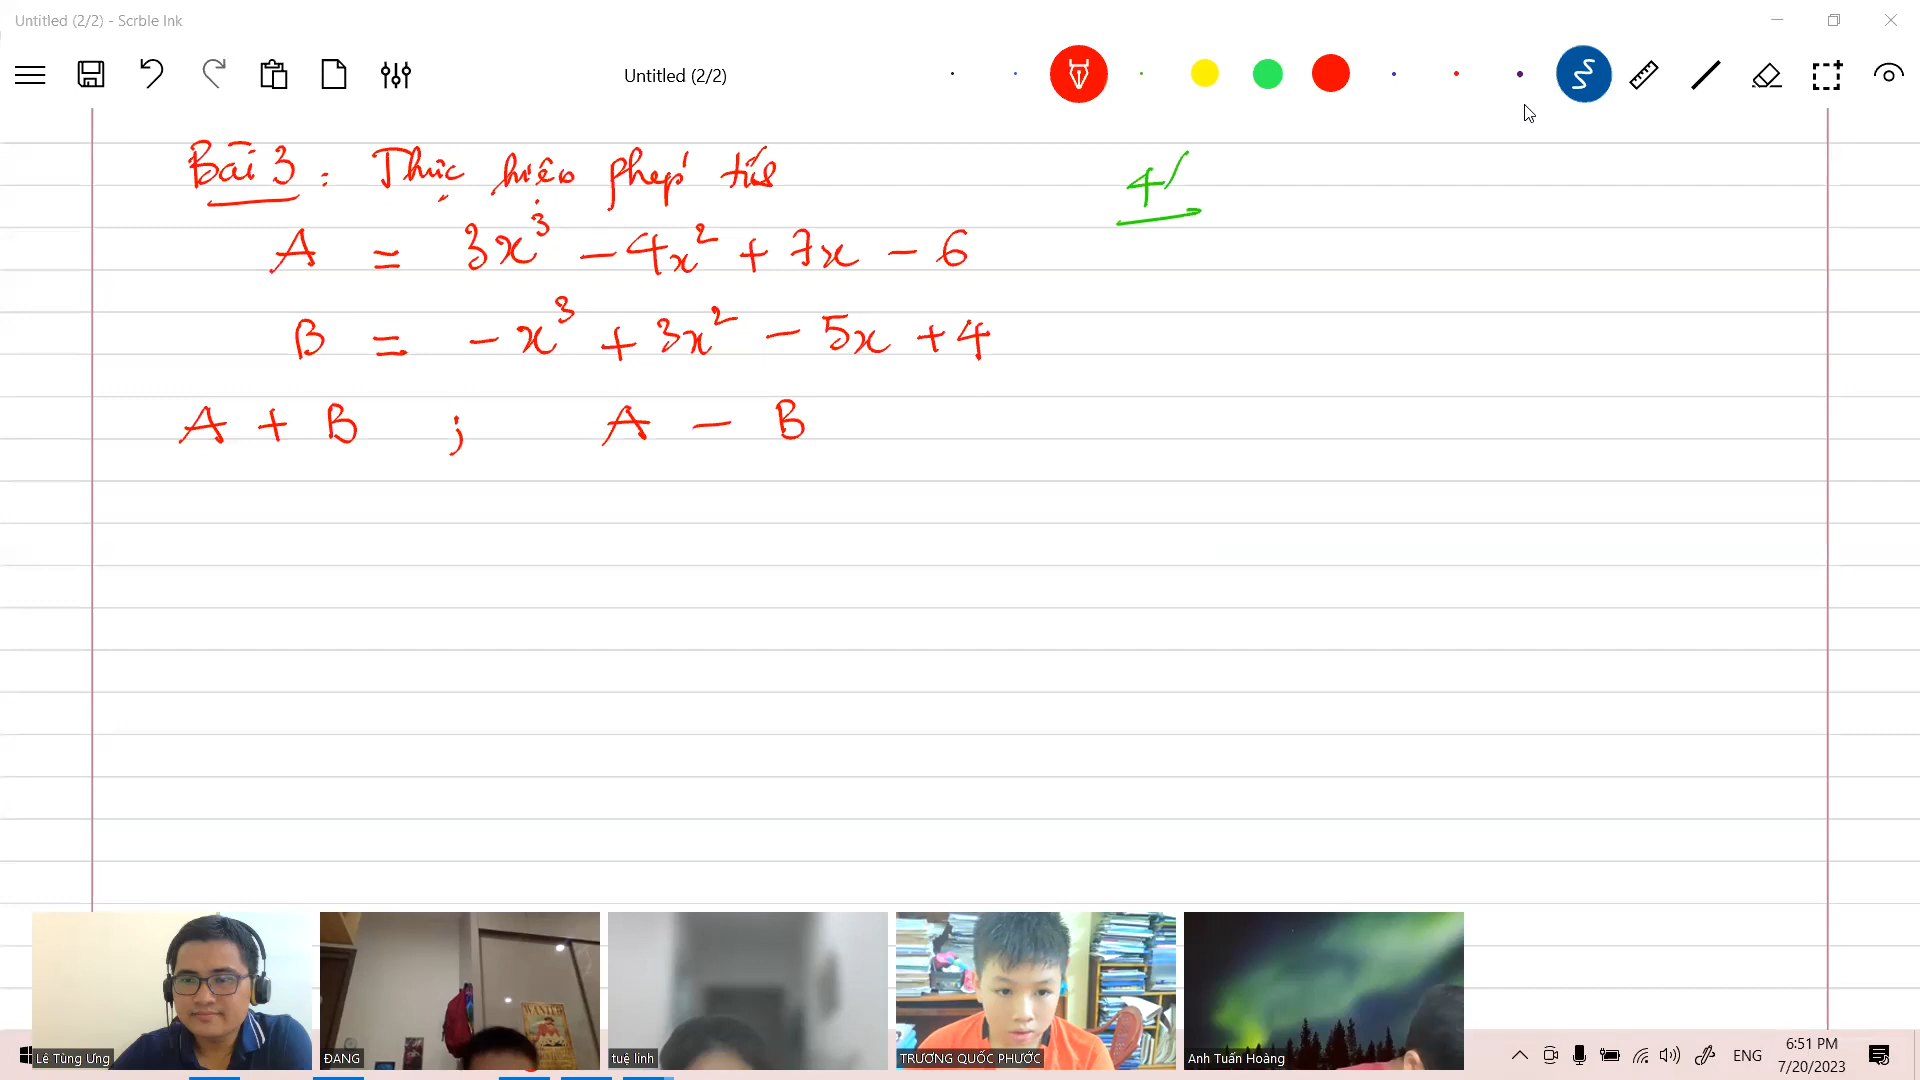 Untitled (2/2) - Scrble Ink
Untitled (2/2)
Bài 3 : Thực hiện phép tính
4'
A = 3x³ - 4x² + 7x - 6
B = -x³ + 3x² - 5x + 4
A + B ; A - B
WANTED
Lê Tùng Ưng
ĐANG
tuệ linh
TRƯƠNG QUỐC PHƯỚC
Anh Tuấn Hoàng
ENG
6:51 PM
7/20/2023